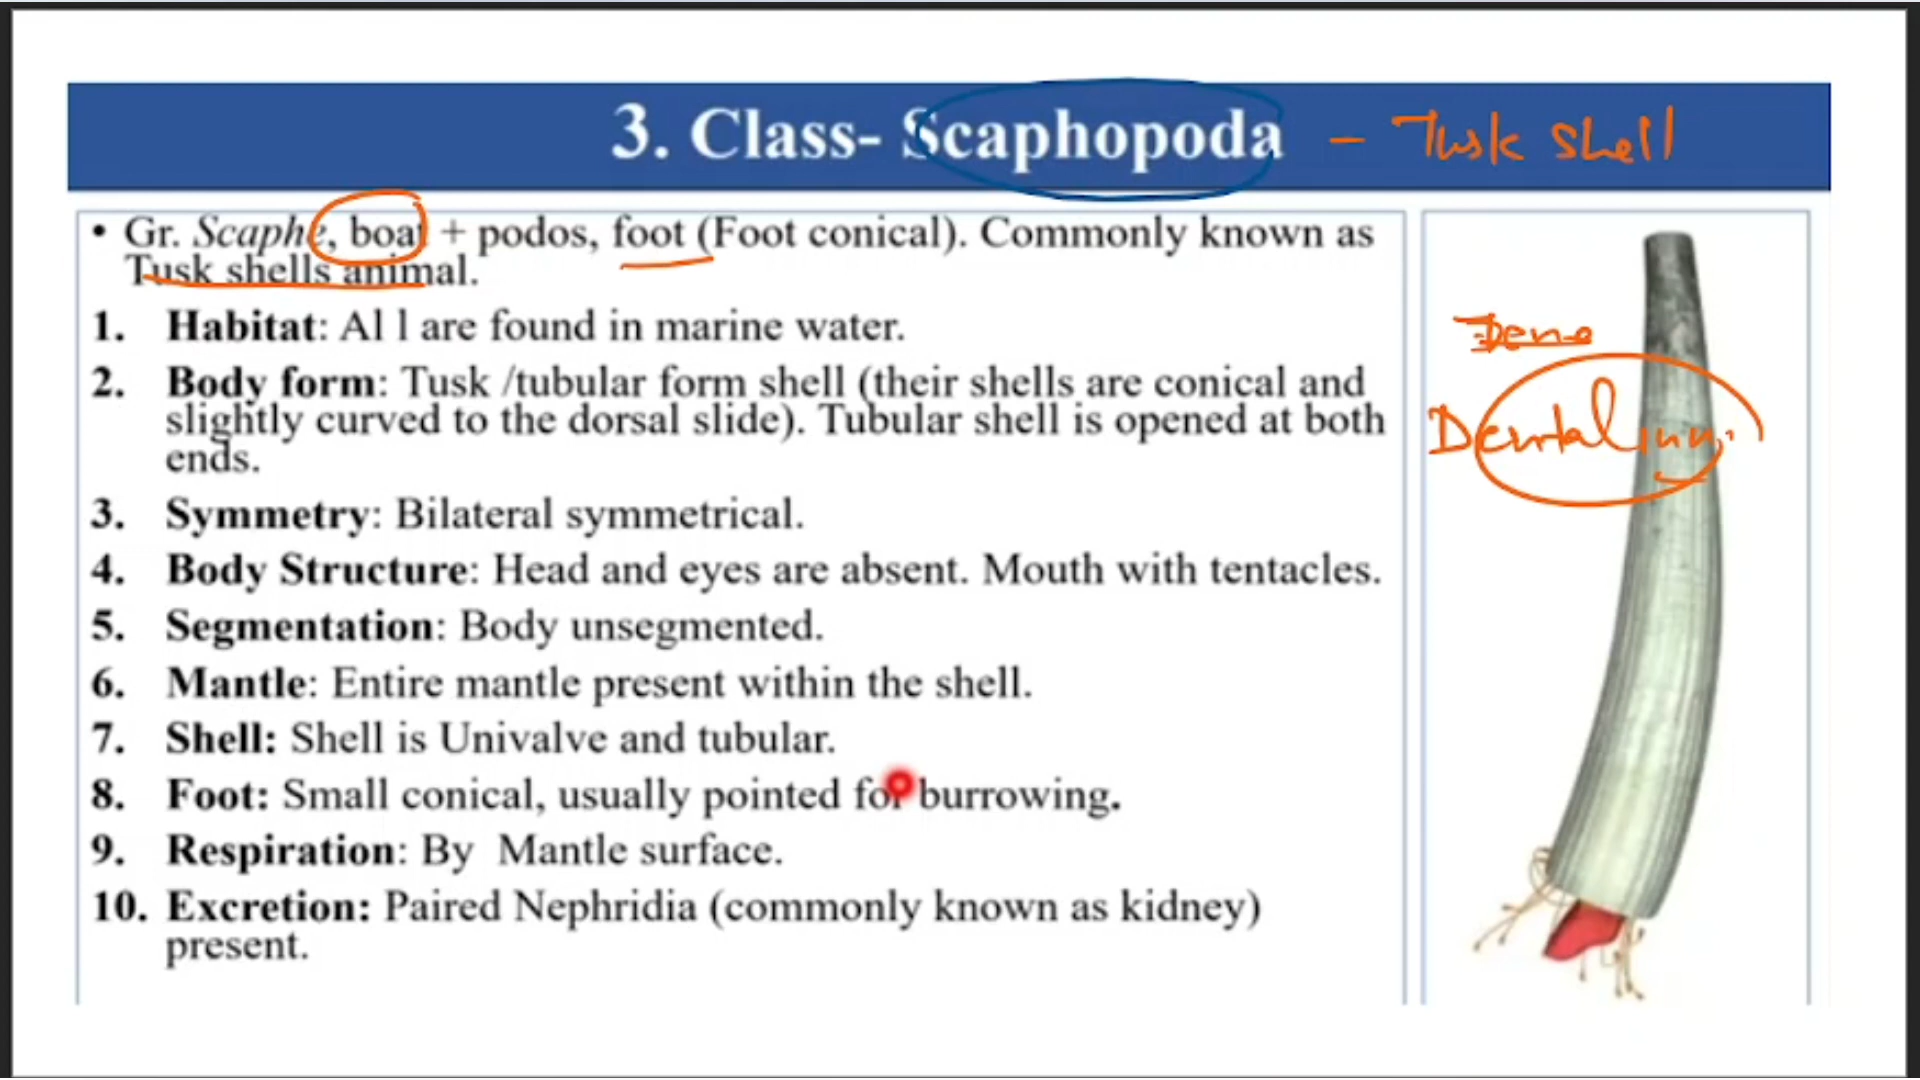 3. Class- Scaphopoda – Tusk shell
• Gr. Scaphe, boat + podos, foot (Foot conical). Commonly known as
Tusk shells animal.
1. Habitat: Al l are found in marine water.
2. Body form: Tusk /tubular form shell (their shells are conical and
slightly curved to the dorsal slide). Tubular shell is opened at both
ends.
3. Symmetry: Bilateral symmetrical.
4. Body Structure: Head and eyes are absent. Mouth with tentacles.
5. Segmentation: Body unsegmented.
6. Mantle: Entire mantle present within the shell.
7. Shell: Shell is Univalve and tubular.
8. Foot: Small conical, usually pointed for burrowing.
9. Respiration: By Mantle surface.
10. Excretion: Paired Nephridia (commonly known as kidney)
present.
Dentalium.